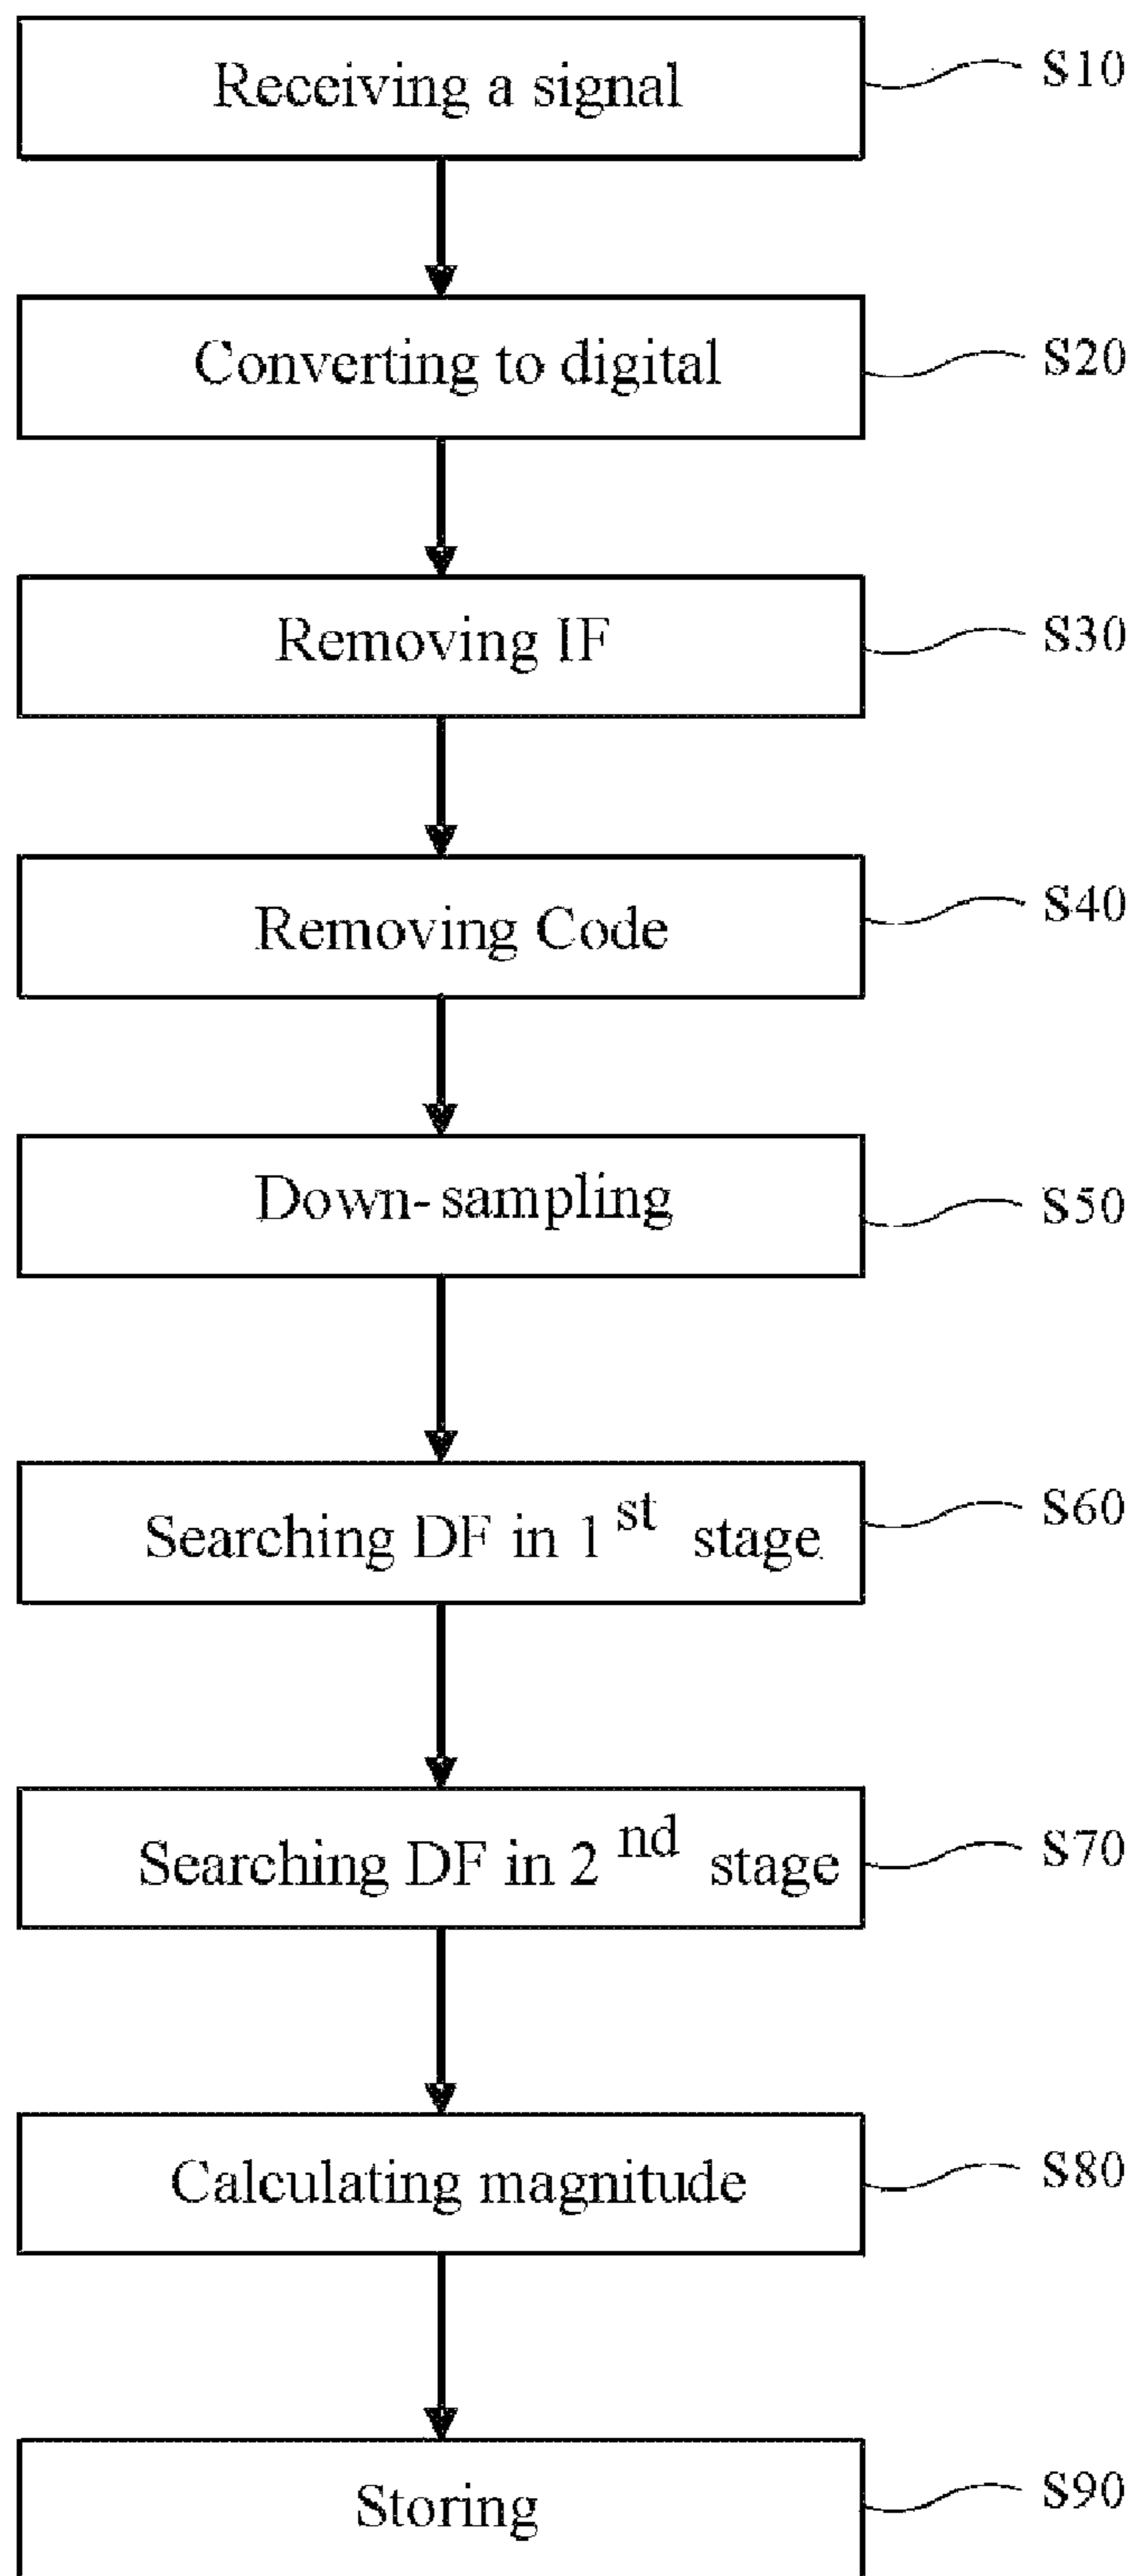 Receiving a signal S10
Converting to digital S20
Removing IF S30
Removing Code S40
Down-sampling S50
Searching DF in 1st stage S60
Searching DF in 2nd stage S70
Calculating magnitude S80
Storing S90